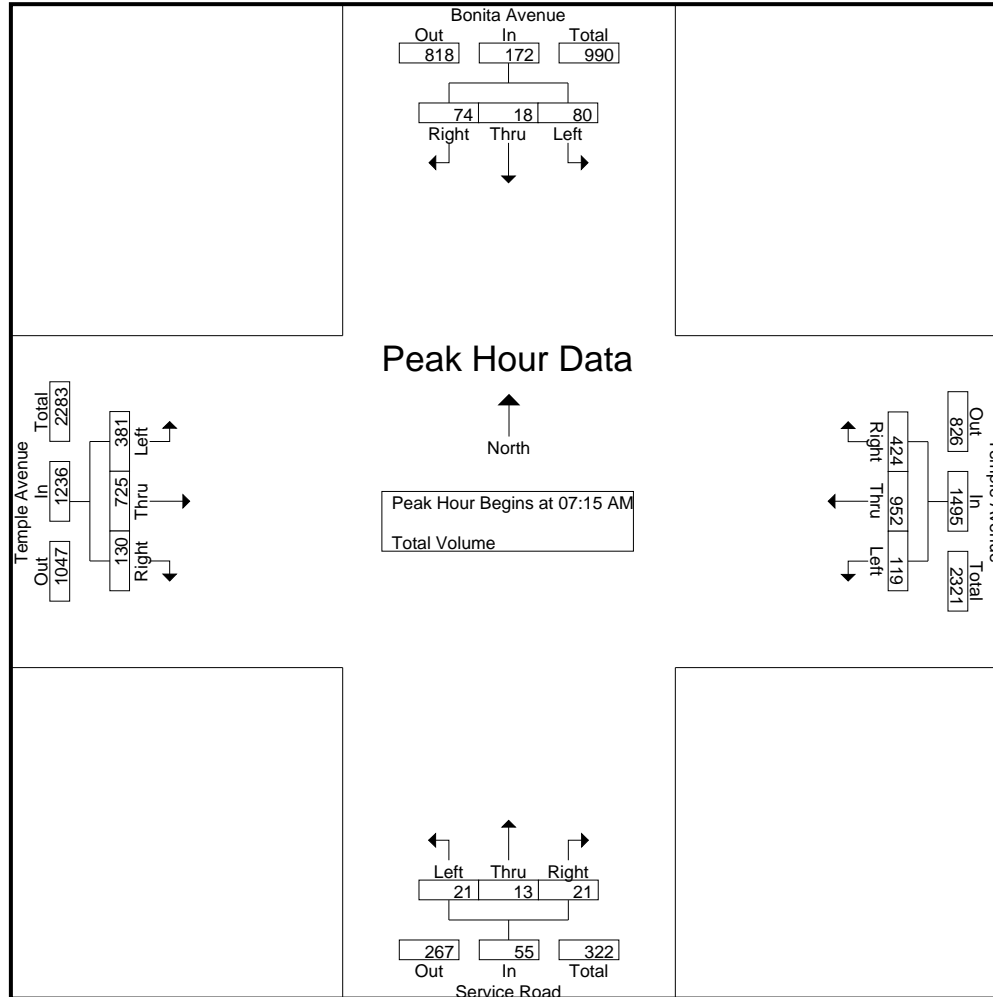 Bonita Avenue
Out In Total
818 172 990
74 18 80
Right Thru Left
Peak Hour Data
North
Peak Hour Begins at 07:15 AM
Total Volume
Temple Avenue
Out In Total
1047 1236 2283
130 725 381
Right Thru Left
Out In Total
826 1495 2321
424 952 119
Right Thru Left
Left Thru Right
21 13 21
267 55 322
Out In Total
Service Road